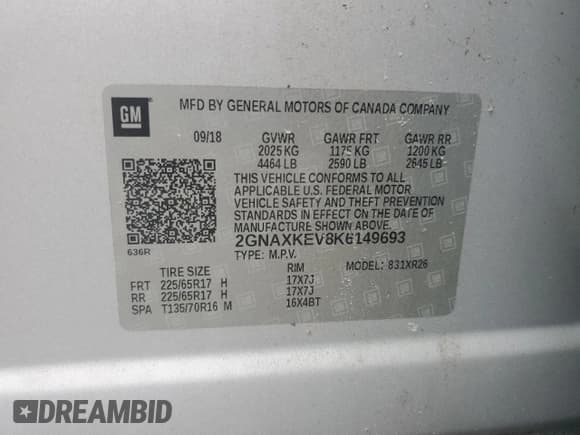 GM
MFD BY GENERAL MOTORS OF CANADA COMPANY
09/18 GVWR GAWR FRT GAWR RR
2025 KG 1175 KG 1200 KG
4464 LB 2590 LB 2645 LB
THIS VEHICLE CONFORMS TO ALL
APPLICABLE U.S. FEDERAL MOTOR
VEHICLE SAFETY AND THEFT PREVENTION
STANDARDS IN EFFECT ON THE DATE OF
MANUFACTURE SHOWN ABOVE.
2GNAXKEV8K6149693
636R
TYPE: M.P.V. MODEL: 831XR26
TIRE SIZE RIM
FRT 225/65R17 H 17X7J
RR 225/65R17 H 17X7J
SPA T135/70R16 M 16X4BT
DREAMBID